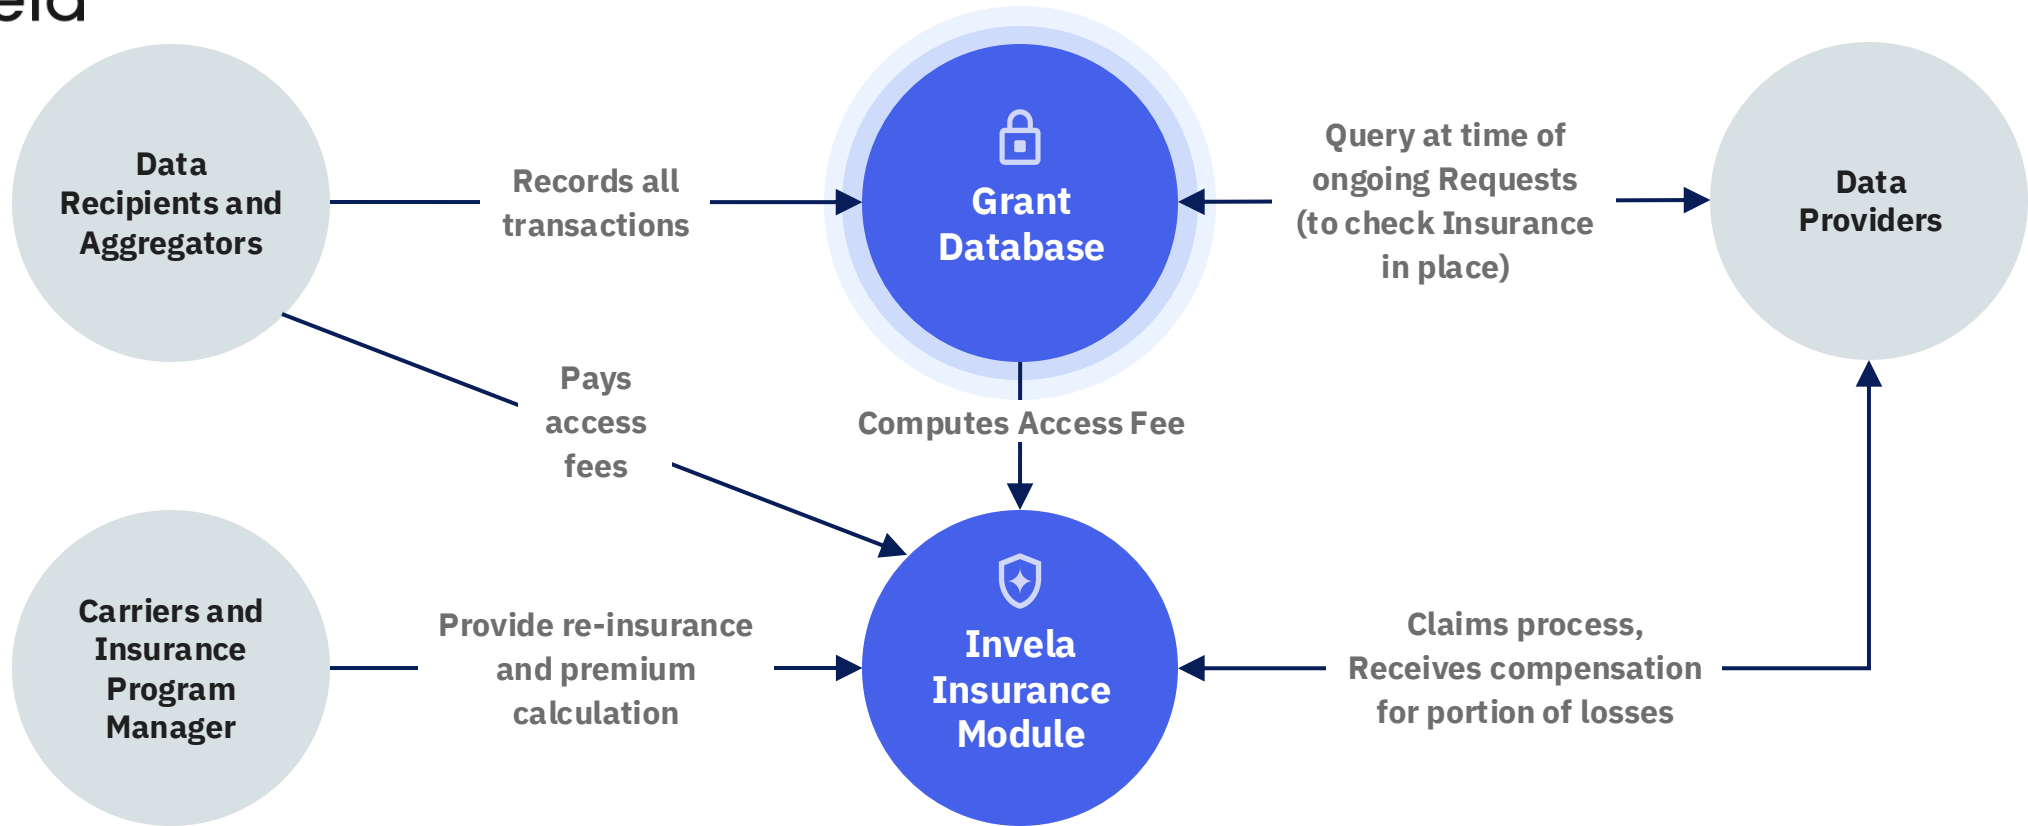 Data
Recipients and
Aggregators
Records all
transactions
Grant
Database
Query at time of
ongoing Requests
(to check Insurance
in place)
Data
Providers
Pays
access
fees
Computes Access Fee
Carriers and
Insurance
Program
Manager
Provide re-insurance
and premium
calculation
Invela
Insurance
Module
Claims process,
Receives compensation
for portion of losses